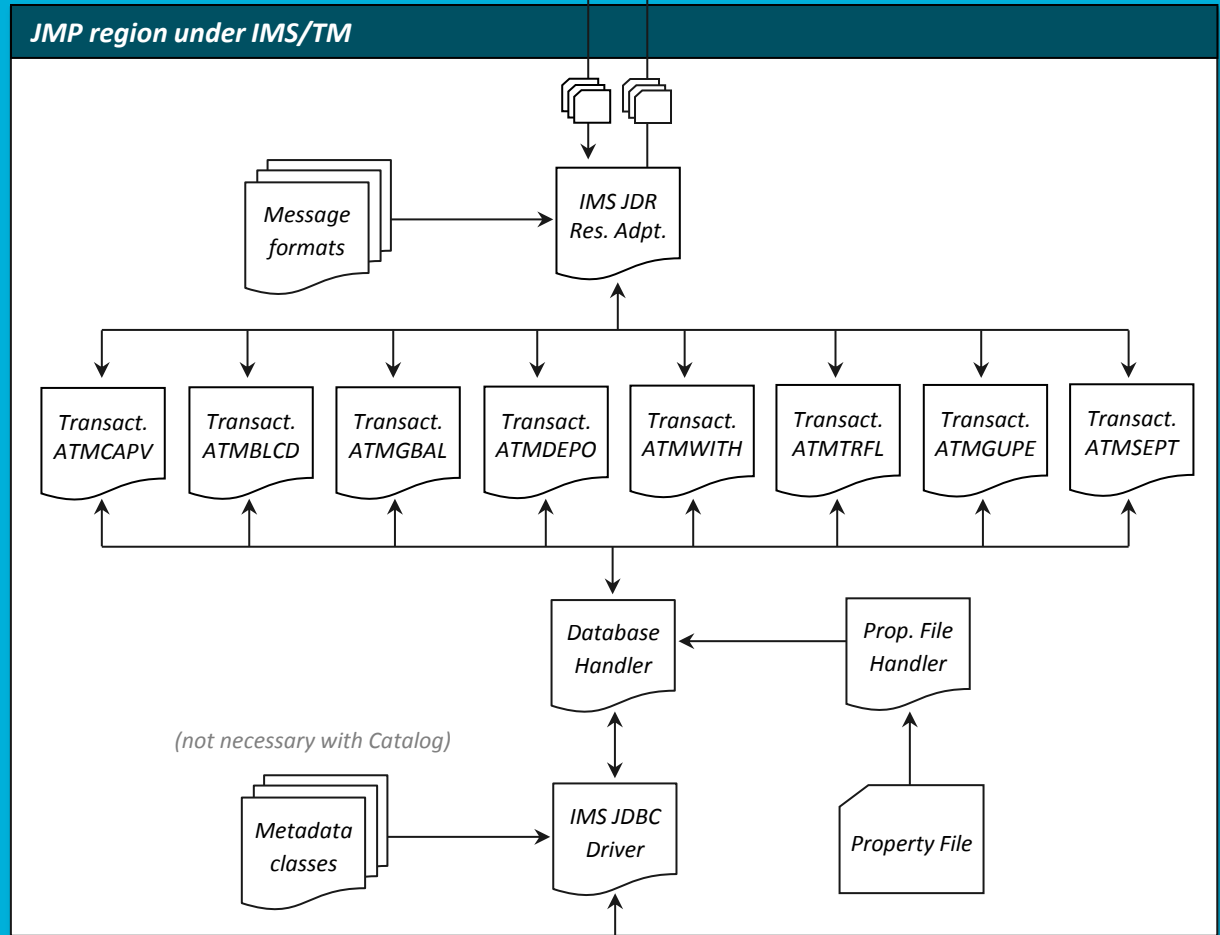 JMP region under IMS/TM
Message
formats
IMS JDR
Res. Adpt.
Transact.
ATMCAPV
Transact.
ATMBLCD
Transact.
ATMGBAL
Transact.
ATMDEPO
Transact.
ATMWITH
Transact.
ATMTRFL
Transact.
ATMGUPE
Transact.
ATMSEPT
Database
Handler
Prop. File
Handler
(not necessary with Catalog)
Metadata
classes
IMS JDBC
Driver
Property File